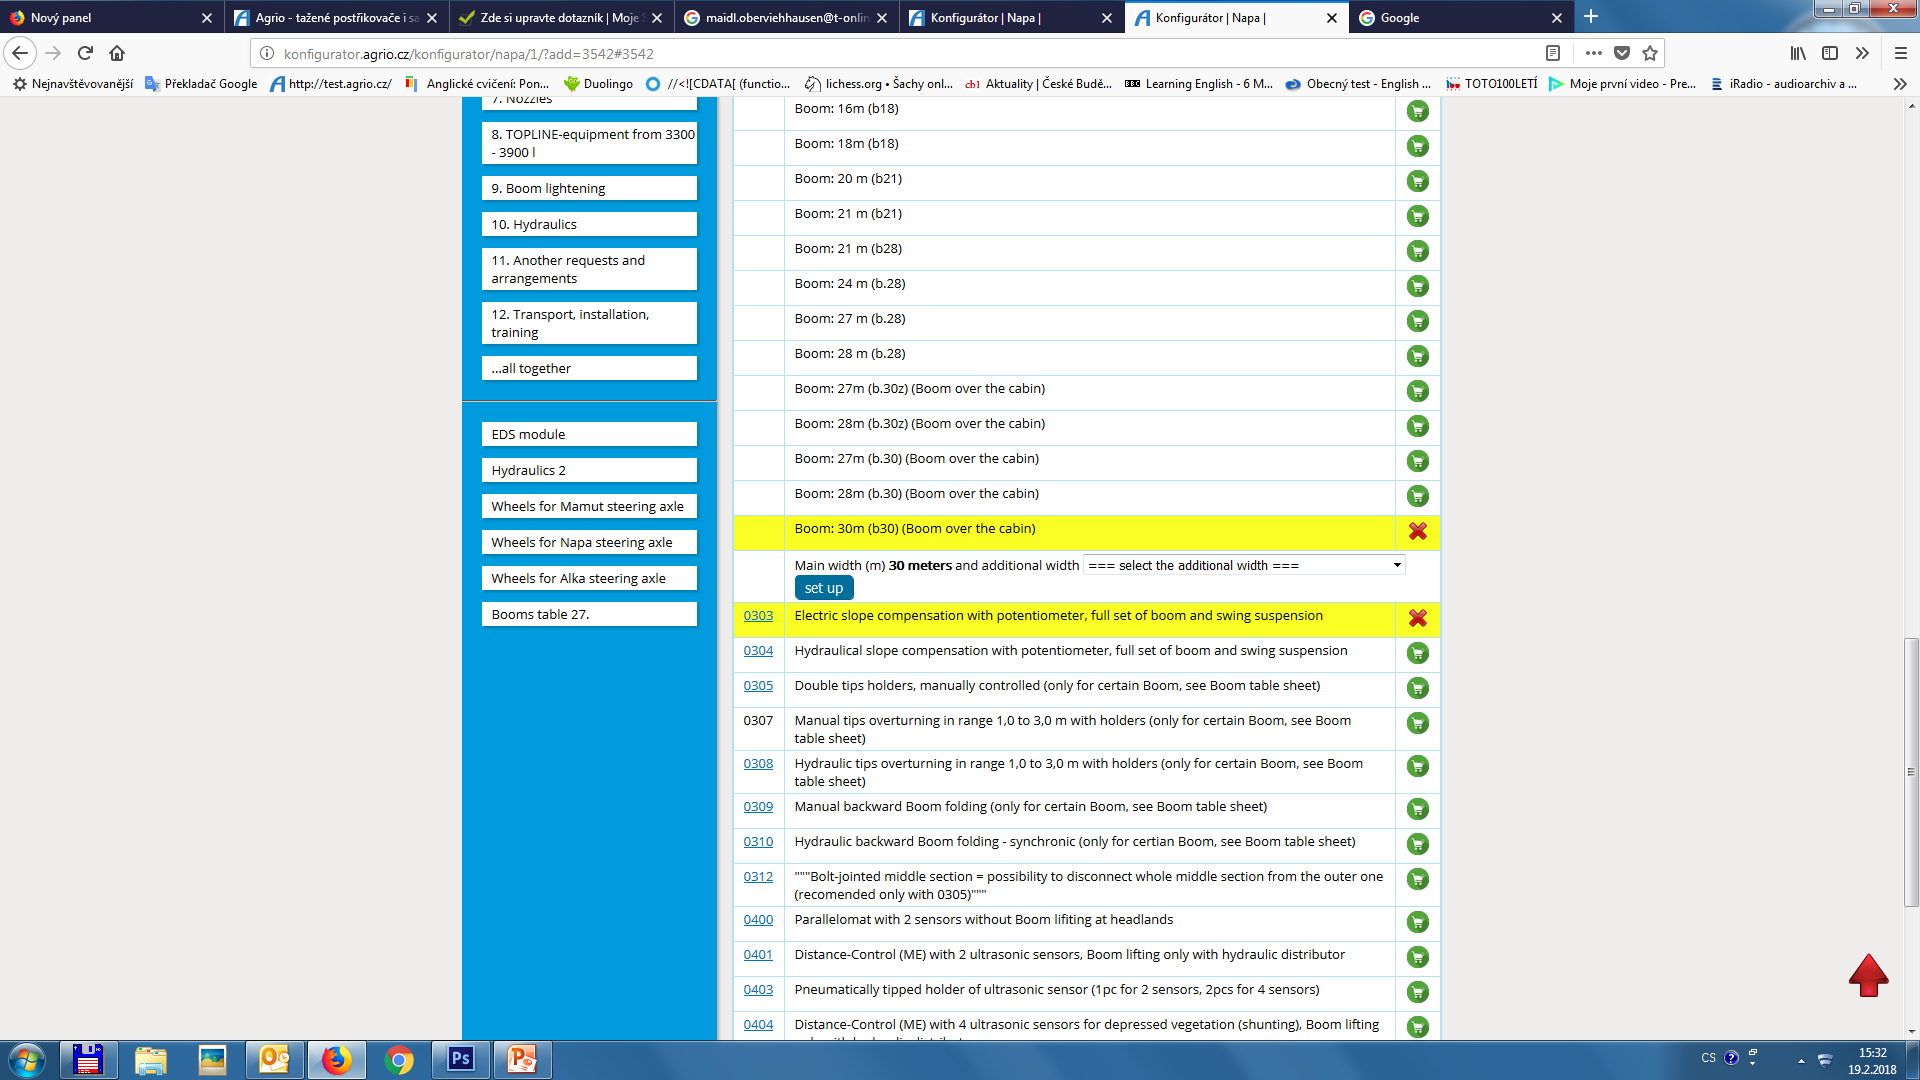 Nový panel
Agrio - tažené postřikovače i sa
Zde si upravte dotazník | Moje S
maidl.oberviehhausen@t-onlin
Konfigurátor | Napa |
Konfigurátor | Napa |
Google
konfigurator.agrio.cz/konfigurator/napa/1/?add=3542#3542
Nejnavštěvovanější
Překladač Google
http://test.agrio.cz/
Anglické cvičení: Pon...
Duolingo
//<![CDATA[ (functio...
lichess.org • Šachy onl...
cb1 Aktuality | České Budě...
BBC Learning English - 6 M...
Obecný test - English ...
TOTO100LETÍ
Moje první video - Pre...
iRadio - audioarchiv a ...
7. Nozzles
8. TOPLINE-equipment from 3300
- 3900 l
9. Boom lightening
10. Hydraulics
11. Another requests and
arrangements
12. Transport, installation,
training
...all together
EDS module
Hydraulics 2
Wheels for Mamut steering axle
Wheels for Napa steering axle
Wheels for Alka steering axle
Booms table 27.
Boom: 16m (b18)
Boom: 18m (b18)
Boom: 20 m (b21)
Boom: 21 m (b21)
Boom: 21 m (b28)
Boom: 24 m (b.28)
Boom: 27 m (b.28)
Boom: 28 m (b.28)
Boom: 27m (b.30z) (Boom over the cabin)
Boom: 28m (b.30z) (Boom over the cabin)
Boom: 27m (b.30) (Boom over the cabin)
Boom: 28m (b.30) (Boom over the cabin)
Boom: 30m (b30) (Boom over the cabin)
Main width (m) 30 meters and additional width === select the additional width ===
set up
0303 Electric slope compensation with potentiometer, full set of boom and swing suspension
0304 Hydraulical slope compensation with potentiometer, full set of boom and swing suspension
0305 Double tips holders, manually controlled (only for certain Boom, see Boom table sheet)
0307 Manual tips overturning in range 1,0 to 3,0 m with holders (only for certain Boom, see Boom
table sheet)
0308 Hydraulic tips overturning in range 1,0 to 3,0 m with holders (only for certain Boom, see Boom
table sheet)
0309 Manual backward Boom folding (only for certain Boom, see Boom table sheet)
0310 Hydraulic backward Boom folding - synchronic (only for certian Boom, see Boom table sheet)
0312 """Bolt-jointed middle section = possibility to disconnect whole middle section from the outer one
(recomended only with 0305)"""
0400 Parallelomat with 2 sensors without Boom lifiting at headlands
0401 Distance-Control (ME) with 2 ultrasonic sensors, Boom lifting only with hydraulic distributor
0403 Pneumatically tipped holder of ultrasonic sensor (1pc for 2 sensors, 2pcs for 4 sensors)
0404 Distance-Control (ME) with 4 ultrasonic sensors for depressed vegetation (shunting), Boom lifting
CS
15:32
19.2.2018